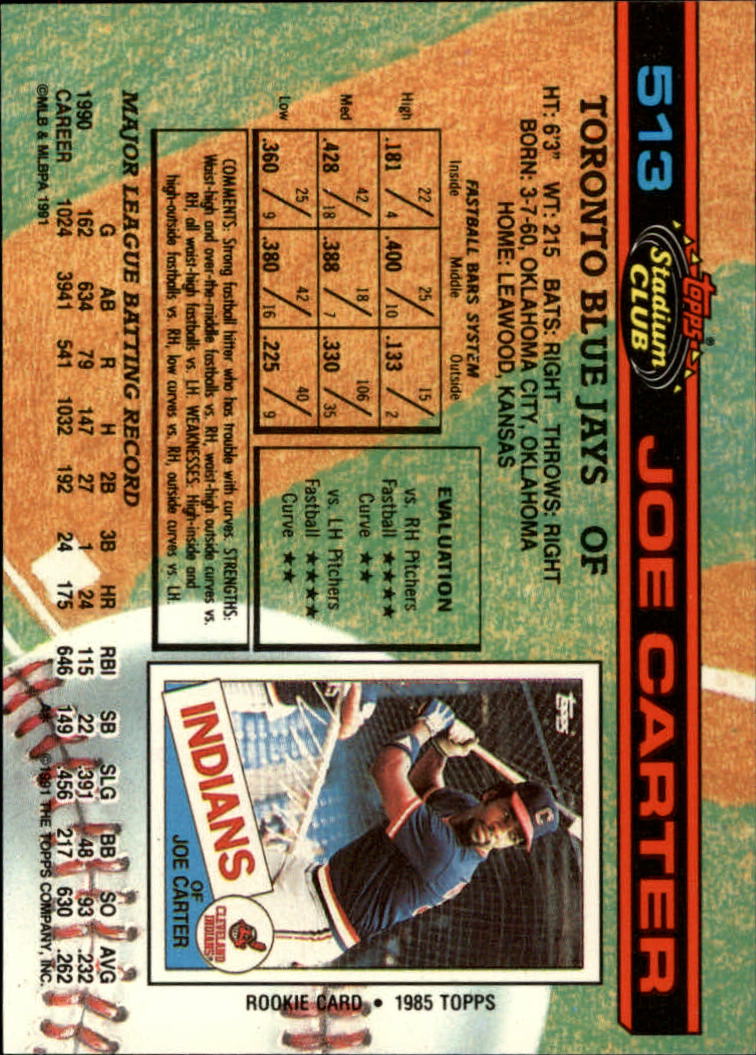 513 Topps® Stadium CLUB JOE CARTER
TORONTO BLUE JAYS OF
HT: 6'3" WT: 215 BATS: RIGHT THROWS: RIGHT
BORN: 3-7-60, OKLAHOMA CITY, OKLAHOMA
HOME: LEAWOOD, KANSAS
FASTBALL BARS SYSTEM
Inside Middle Outside
High .181 22/4 .400 25/10 .133 15/2
Med .428 42/18 .388 18/7 .330 106/35
Low .360 25/9 .380 42/16 .225 40/9
EVALUATION
vs. RH Pitchers
Fastball ★★★★
Curve ★★
vs. LH Pitchers
Fastball ★★★★
Curve ★★
COMMENTS: Strong fastball hitter who has trouble with curves. STRENGTHS:
Waist-high and over-the-middle fastballs vs. RH, waist-high outside curves vs.
RH, all waist-high fastballs vs. LH. WEAKNESSES: High-inside and
high-outside fastballs vs. RH, low curves vs. RH, outside curves vs. LH.
Topps
INDIANS
OF
JOE CARTER
CLEVELAND INDIANS
C
ROOKIE CARD • 1985 TOPPS
MAJOR LEAGUE BATTING RECORD
G AB R H 2B 3B HR RBI SB SLG BB SO AVG
1990 162 634 79 147 27 1 24 115 22 .391 48 93 .232
CAREER 1024 3941 541 1032 192 24 175 646 149 .456 217 630 .262
©MLB & MLBPA 1991 A* ©1991 THE TOPPS COMPANY, INC.